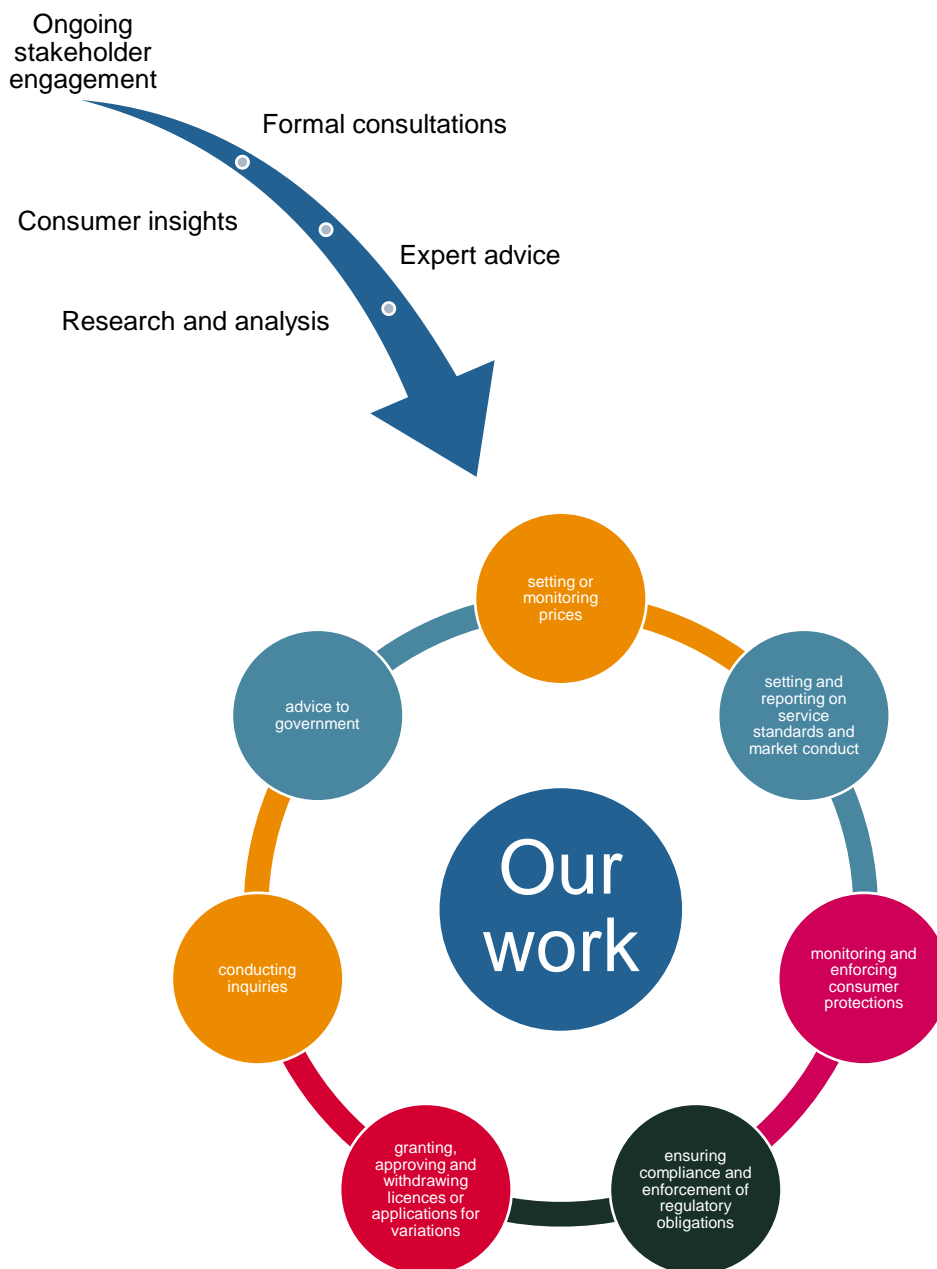 Ongoing
stakeholder
engagement
Formal consultations
Consumer insights
Expert advice
Research and analysis
setting or
monitoring
prices
setting and
reporting on
service
standards and
market conduct
monitoring and
enforcing
consumer
protections
ensuring
compliance and
enforcement of
regulatory
obligations
granting,
approving and
withdrawing
licences or
applications for
variations
conducting
inquiries
advice to
government
Our
work